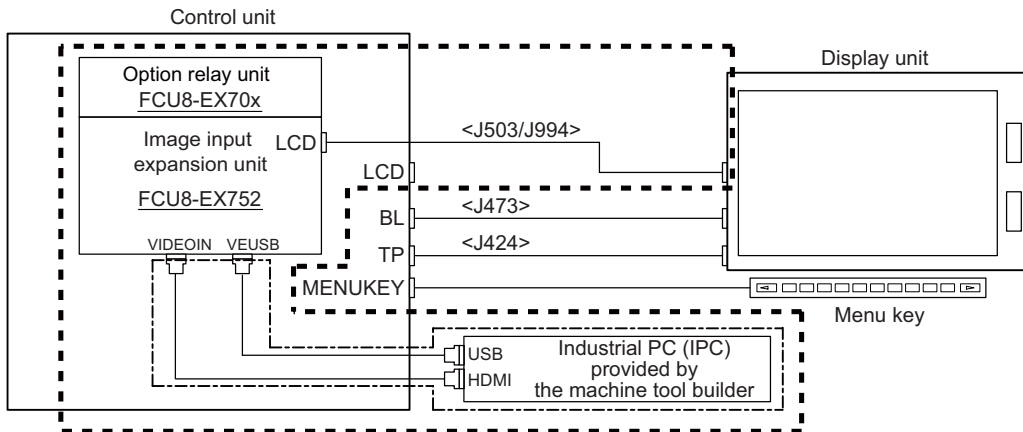 Control unit
Display unit
Option relay unit
FCU8-EX70x
Image input
expansion unit
FCU8-EX752
LCD
<J503/J994>
LCD
BL
<J473>
TP
<J424>
VIDEOIN
VEUSB
MENUKEY
Menu key
USB
HDMI
Industrial PC (IPC)
provided by
the machine tool builder